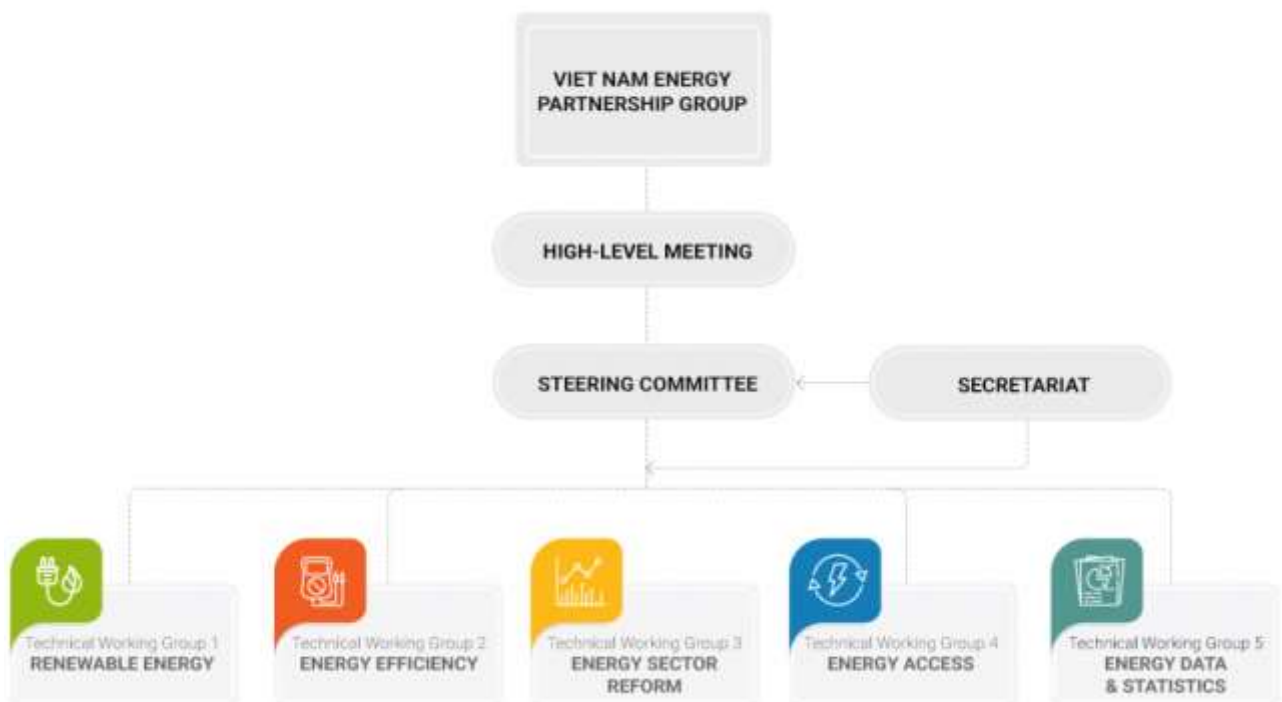 VIET NAM ENERGY
PARTNERSHIP GROUP
HIGH-LEVEL MEETING
STEERING COMMITTEE
SECRETARIAT
Technical Working Group 1
RENEWABLE ENERGY
Technical Working Group 2
ENERGY EFFICIENCY
Technical Working Group 3
ENERGY SECTOR
REFORM
Technical Working Group 4
ENERGY ACCESS
Technical Working Group 5
ENERGY DATA
& STATISTICS